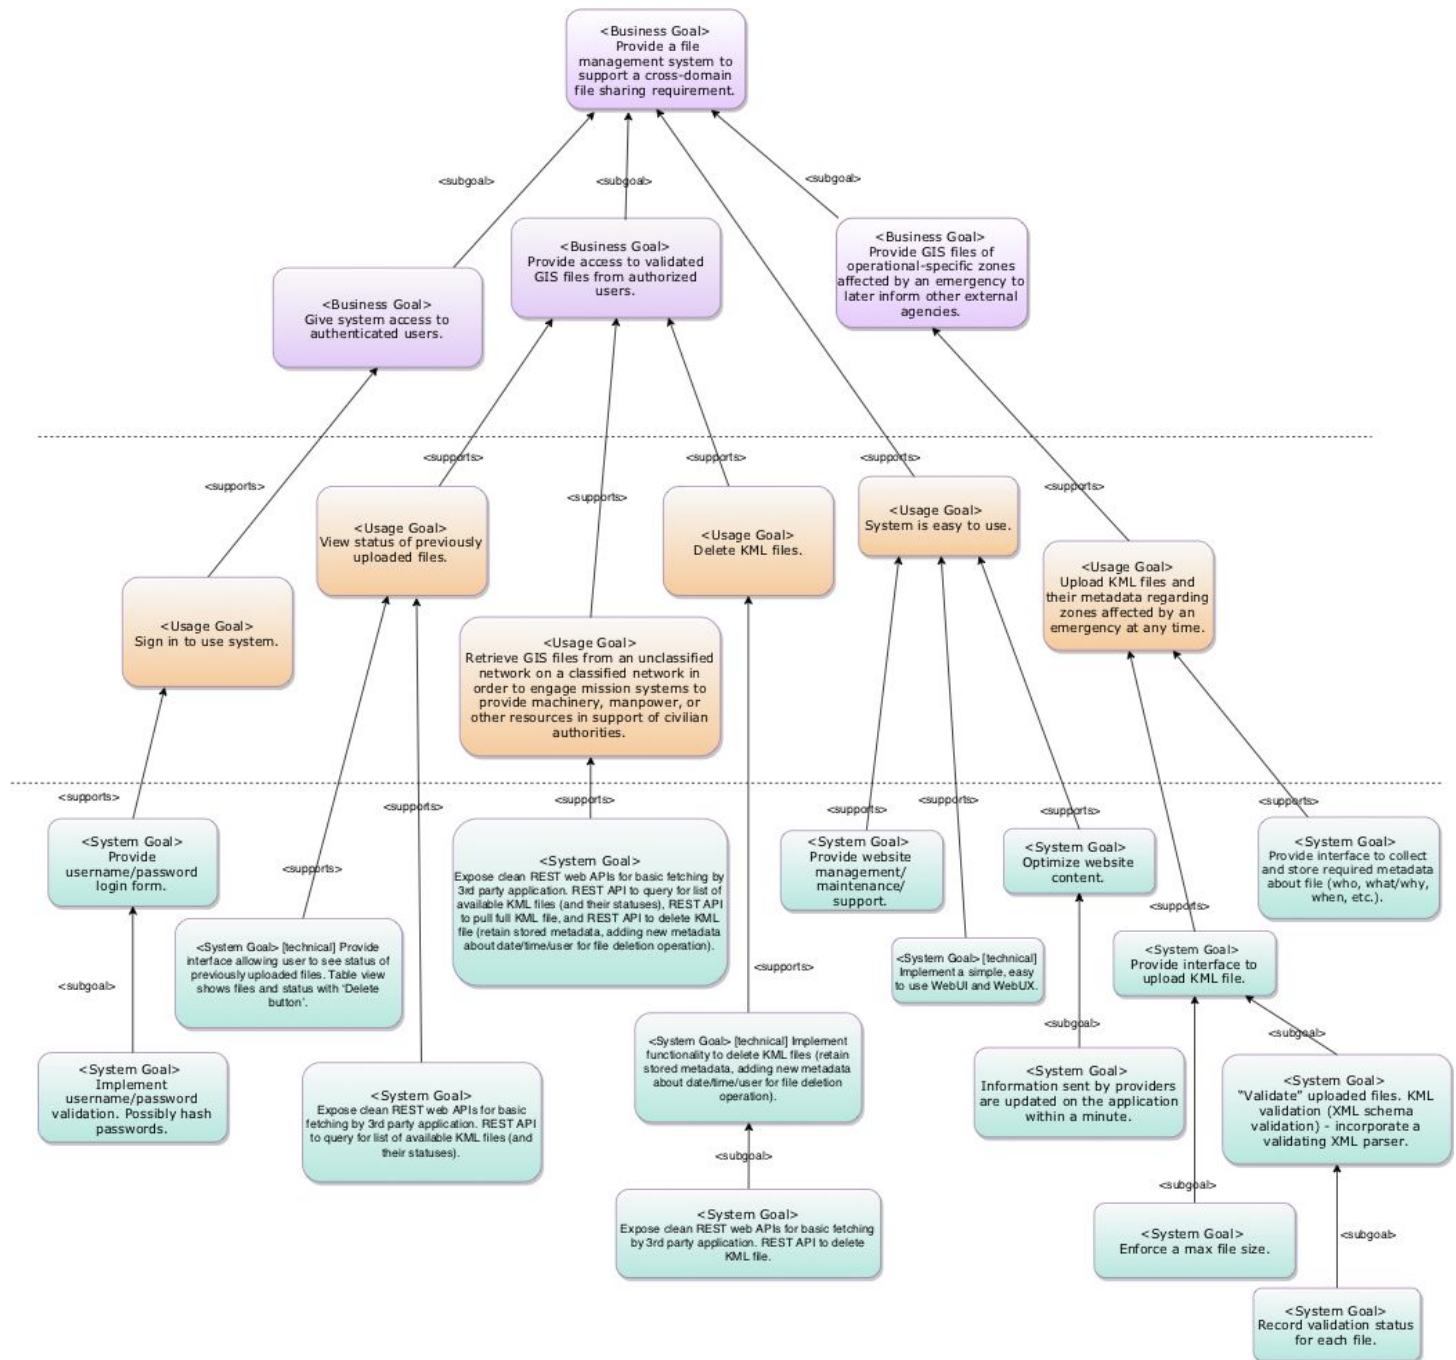 <Business Goal>
Provide a file
management system to
support a cross-domain
file sharing requirement.
<subgoal>
<subgoal>
<subgoal>
<Business Goal>
Give system access to
authenticated users.
<Business Goal>
Provide access to validated
GIS files from authorized
users.
<Business Goal>
Provide GIS files of
operational-specific zones
affected by an emergency to
later inform other external
agencies.
<supports>
<supports>
<supports>
<supports>
<supports>
<supports>
<Usage Goal>
Sign in to use system.
<Usage Goal>
View status of previously
uploaded files.
<Usage Goal>
Retrieve GIS files from an unclassified
network on a classified network in
order to engage mission systems to
provide machinery, manpower, or
other resources in support of civilian
authorities.
<Usage Goal>
Delete KML files.
<Usage Goal>
System is easy to use.
<Usage Goal>
Upload KML files and
their metadata regarding
zones affected by an
emergency at any time.
<supports>
<supports>
<supports>
<supports>
<supports>
<supports>
<supports>
<supports>
<supports>
<supports>
<System Goal>
Provide
username/password
login form.
<subgoal>
<System Goal>
Implement
username/password
validation. Possibly hash
passwords.
<System Goal> [technical] Provide
interface allowing user to see status of
previously uploaded files. Table view
shows files and status with ‘Delete
button’.
<System Goal>
Expose clean REST web APIs for basic
fetching by 3rd party application. REST API
to query for list of available KML files (and
their statuses).
<System Goal>
Expose clean REST web APIs for basic fetching by
3rd party application. REST API to query for list of
available KML files (and their statuses), REST API
to pull full KML file, and REST API to delete KML
file (retain stored metadata, adding new metadata
about date/time/user for file deletion operation).
<System Goal> [technical] Implement
functionality to delete KML files (retain
stored metadata, adding new metadata
about date/time/user for file deletion
operation).
<subgoal>
<System Goal>
Expose clean REST web APIs for basic fetching
by 3rd party application. REST API to delete
KML file.
<System Goal>
Provide website
management/
maintenance/
support.
<System Goal> [technical]
Implement a simple, easy
to use WebUI and WebUX.
<System Goal>
Optimize website
content.
<subgoal>
<System Goal>
Information sent by providers
are updated on the application
within a minute.
<System Goal>
Provide interface to
upload KML file.
<System Goal>
Provide interface to collect
and store required metadata
about file (who, what/why,
when, etc.).
<subgoal>
<subgoal>
<System Goal>
“Validate” uploaded files. KML
validation (XML schema
validation) - incorporate a
validating XML parser.
<System Goal>
Enforce a max file size.
<subgoal>
<System Goal>
Record validation status
for each file.